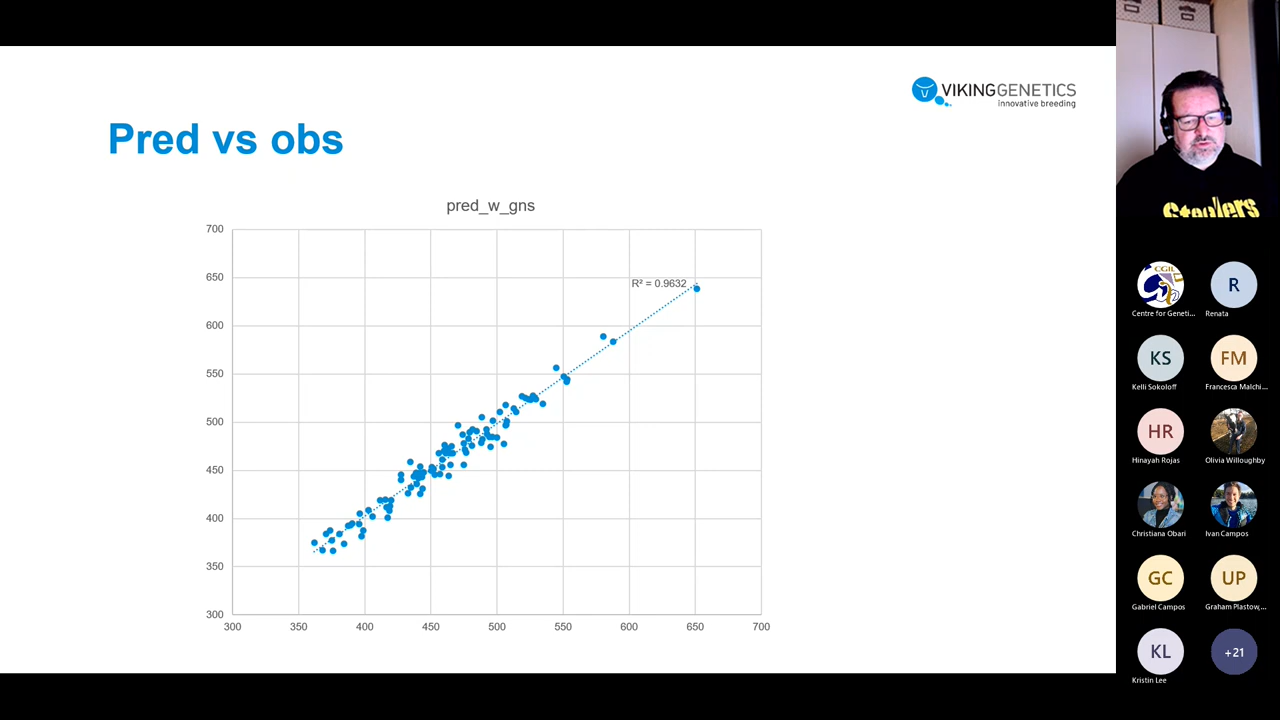 VIKINGGENETICS
innovative breeding
Pred vs obs
pred_w_gns
700
650
600
550
500
450
400
350
300
R² = 0.9632
300 350 400 450 500 550 600 650 700
Steelers
CGIL
Centre for Geneti...
R
Renata
KS
Kelli Sokoloff
FM
Francesca Malchi...
HR
Hinayah Rojas
Olivia Willoughby
Christiana Obari
Ivan Campos
GC
Gabriel Campos
UP
Graham Plastow,...
KL
Kristin Lee
+21